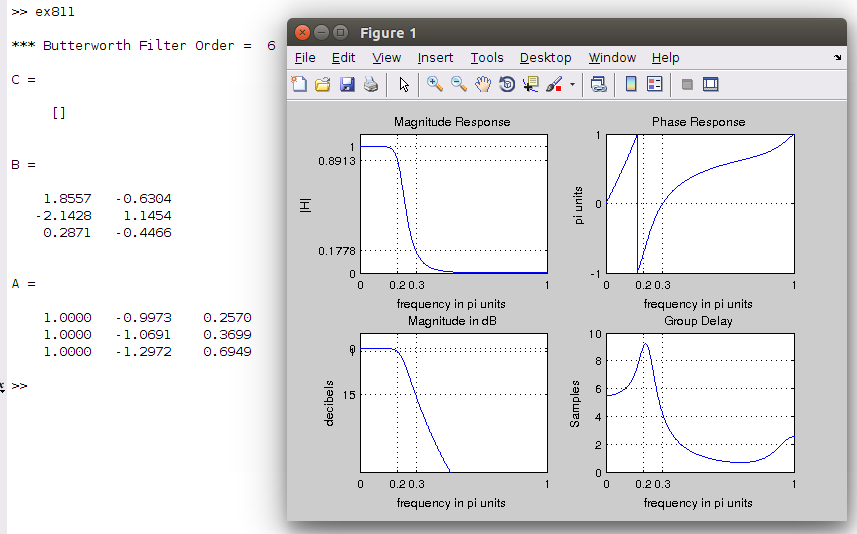 >> ex811
*** Butterworth Filter Order =  6
C =
[]
B =
1.8557   -0.6304
-2.1428    1.1454
0.2871   -0.4466
A =
1.0000   -0.9973    0.2570
1.0000   -1.0691    0.3699
1.0000   -1.2972    0.6949
>>
Figure 1
File Edit View Insert Tools Desktop Window Help
Magnitude Response
|H|
1
0.8913
0.1778
0
0 0.2 0.3 1
frequency in pi units
Phase Response
pi units
1
0
-1
0 0.2 0.3 1
frequency in pi units
Magnitude in dB
decibels
0
1
15
0 0.2 0.3 1
frequency in pi units
Group Delay
Samples
10
8
6
4
2
0
0 0.2 0.3 1
frequency in pi units